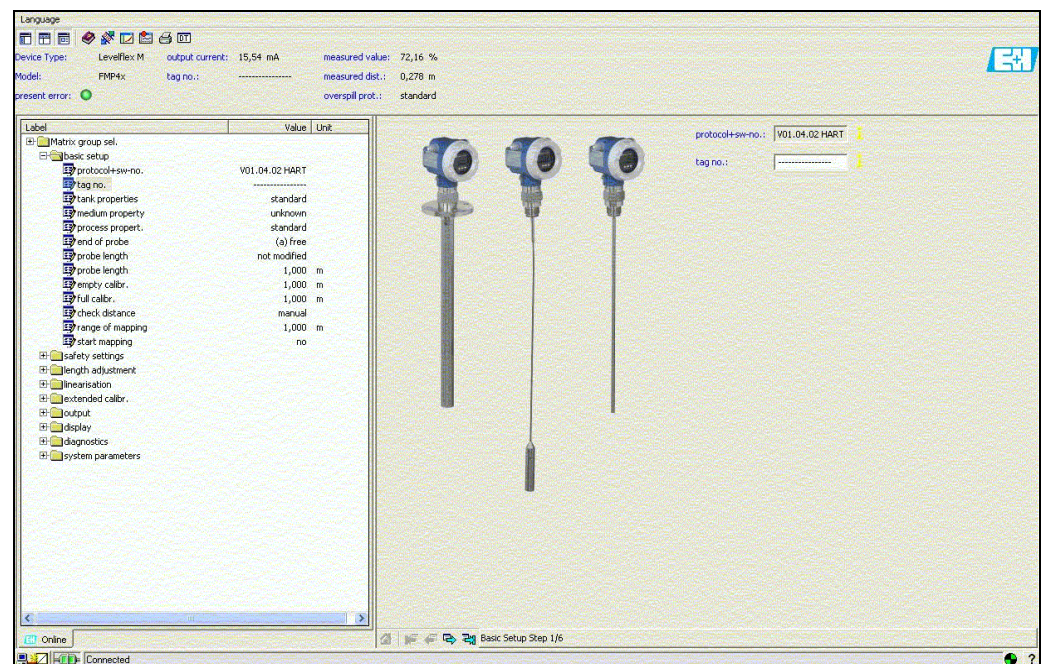 Language
DT
Device Type: Levelflex M output current: 15,54 mA measured value: 72,16 %
Model: FMP4x tag no.: ---------------- measured dist.: 0,278 m
present error: overspill prot.: standard
E+H
Label Value Unit
Matrix group sel.
basic setup
protocol+sw-no. V01.04.02 HART
tag no. ----------------
tank properties standard
medium property unknown
process propert. standard
end of probe (a) free
probe length not modified
probe length 1,000 m
empty calibr. 1,000 m
full calibr. 1,000 m
check distance manual
range of mapping 1,000 m
start mapping no
safety settings
length adjustment
linearisation
extended calibr.
output
display
diagnostics
system parameters
protocol+sw-no.: V01.04.02 HART
tag no.: ----------------
Online
Basic Setup Step 1/6
Connected
?